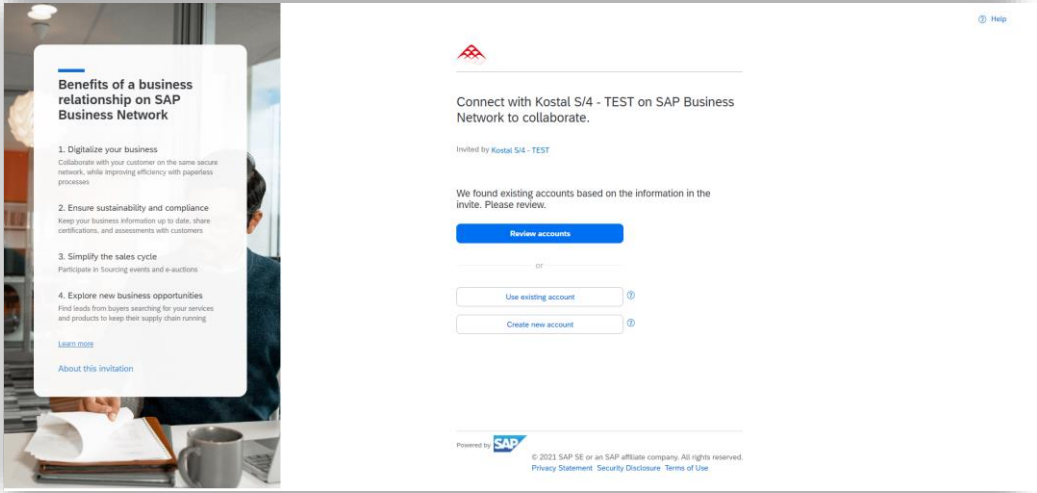 Help
Benefits of a business
relationship on SAP
Business Network
1. Digitalize your business
Collaborate with your customer on the same secure
network, while improving efficiency with paperless
processes
2. Ensure sustainability and compliance
Keep your business information up to date, share
certifications, and assessments with customers
3. Simplify the sales cycle
Participate in Sourcing events and e-auctions
4. Explore new business opportunities
Find leads from buyers searching for your services
and products to keep their supply chain running
Learn more
About this invitation
Connect with Kostal S/4 - TEST on SAP Business
Network to collaborate.
Invited by Kostal S/4 - TEST
We found existing accounts based on the information in the
invite. Please review.
Review accounts
or
Use existing account
Create new account
Powered by SAP
© 2021 SAP SE or an SAP affiliate company. All rights reserved.
Privacy Statement Security Disclosure Terms of Use